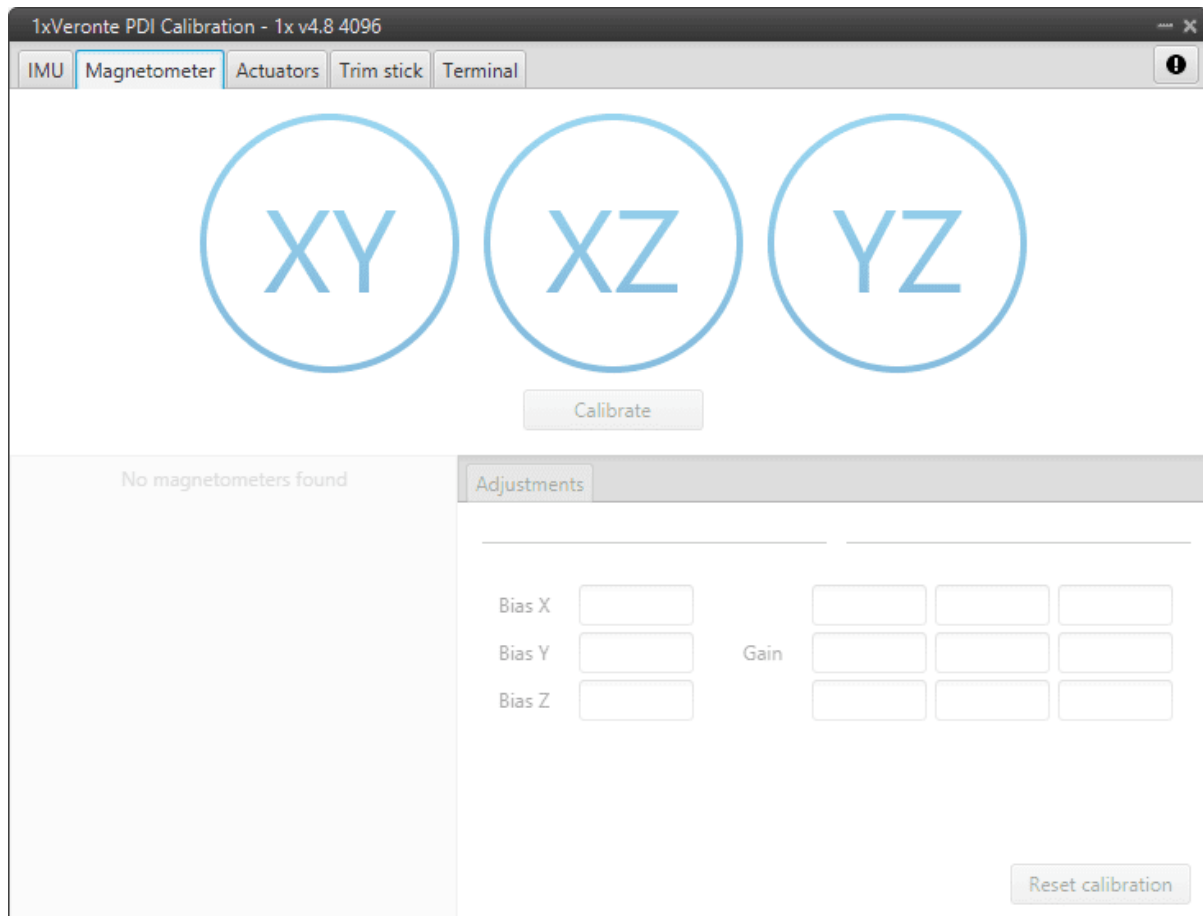 1xVeronte PDI Calibration - 1x v4.8 4096
IMU Magnetometer Actuators Trim stick Terminal
XY XZ YZ
Calibrate
No magnetometers found
Adjustments
Bias X
Bias Y Gain
Bias Z
Reset calibration